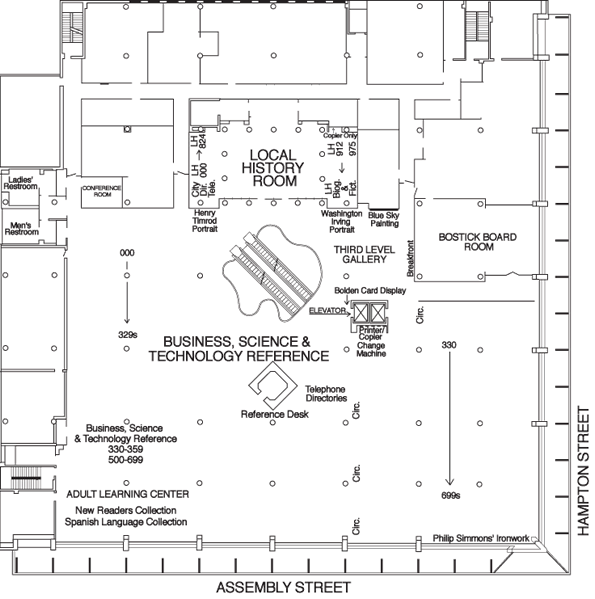 LH
824
LH
000
City
Dir.
Tele.
LOCAL
HISTORY
ROOM
Copier Only
LH
912
975
LH
Biog.
&
Fict.
Ladies'
Restroom
CONFERENCE
ROOM
Men's
Restroom
Henry
Timrod
Portrait
Washington
Irving
Portrait
Blue Sky
Painting
BOSTICK BOARD
ROOM
THIRD LEVEL
GALLERY
Breakfront
000
329s
Bolden Card Display
ELEVATOR
Printer/
Copier
Change
Machine
Circ.
BUSINESS, SCIENCE &
TECHNOLOGY REFERENCE
330
699s
Telephone
Directories
Reference Desk
Circ.
Circ.
Circ.
Business, Science
& Technology Reference
330-359
500-699
ADULT LEARNING CENTER
New Readers Collection
Spanish Language Collection
Philip Simmons' Ironwork
HAMPTON STREET
ASSEMBLY STREET